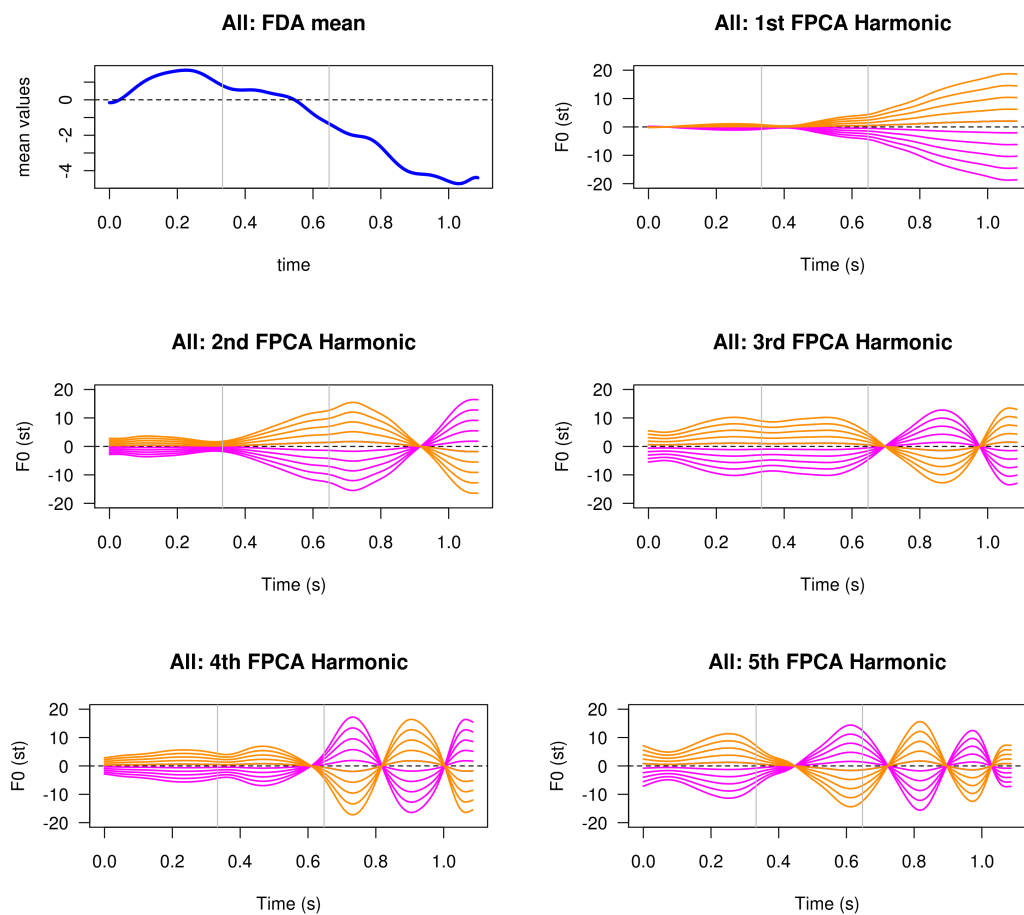 All: FDA mean
mean values
0
-2
-4
0.0 0.2 0.4 0.6 0.8 1.0
time
All: 1st FPCA Harmonic
F0 (st)
20
10
0
-10
-20
0.0 0.2 0.4 0.6 0.8 1.0
Time (s)
All: 2nd FPCA Harmonic
F0 (st)
20
10
0
-10
-20
0.0 0.2 0.4 0.6 0.8 1.0
Time (s)
All: 3rd FPCA Harmonic
F0 (st)
20
10
0
-10
-20
0.0 0.2 0.4 0.6 0.8 1.0
Time (s)
All: 4th FPCA Harmonic
F0 (st)
20
10
0
-10
-20
0.0 0.2 0.4 0.6 0.8 1.0
Time (s)
All: 5th FPCA Harmonic
F0 (st)
20
10
0
-10
-20
0.0 0.2 0.4 0.6 0.8 1.0
Time (s)